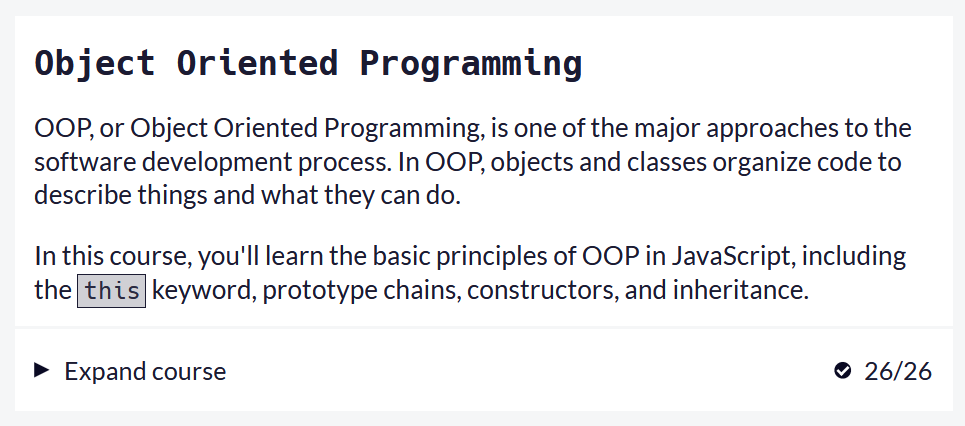 Object Oriented Programming
OOP, or Object Oriented Programming, is one of the major approaches to the
software development process. In OOP, objects and classes organize code to
describe things and what they can do.
In this course, you'll learn the basic principles of OOP in JavaScript, including
the this keyword, prototype chains, constructors, and inheritance.
Expand course 26/26